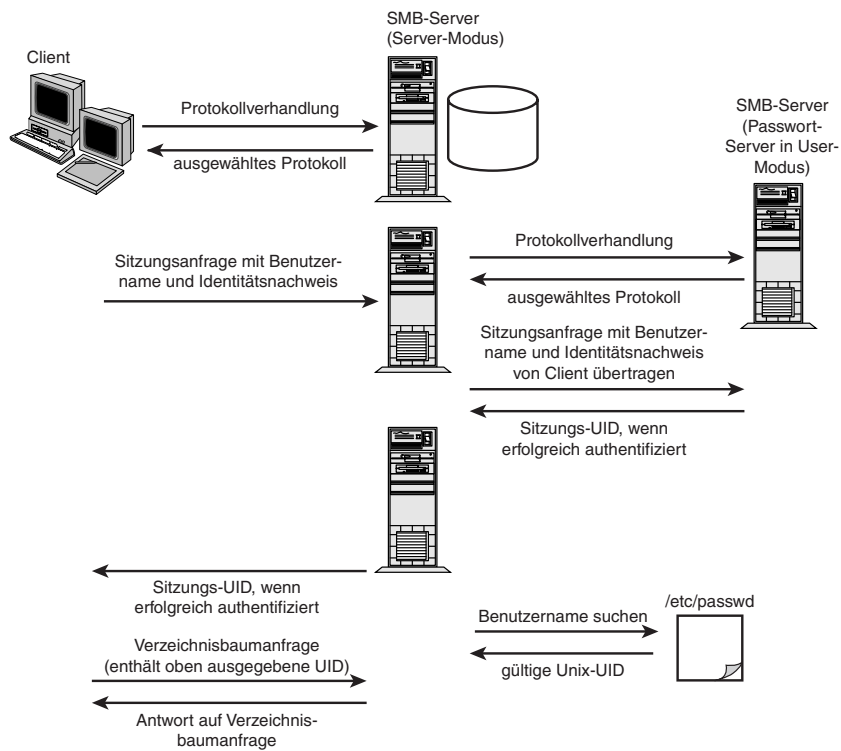 SMB-Server
(Server-Modus)
Client
Protokollverhandlung
ausgewähltes Protokoll
SMB-Server
(Passwort-
Server in User-
Modus)
Sitzungsanfrage mit Benutzer-
name und Identitätsnachweis
Protokollverhandlung
ausgewähltes Protokoll
Sitzungsanfrage mit Benutzer-
name und Identitätsnachweis
von Client übertragen
Sitzungs-UID, wenn
erfolgreich authentifiziert
Sitzungs-UID, wenn
erfolgreich authentifiziert
Benutzername suchen
/etc/passwd
gültige Unix-UID
Verzeichnisbaumanfrage
(enthält oben ausgegebene UID)
Antwort auf Verzeichnis-
baumanfrage